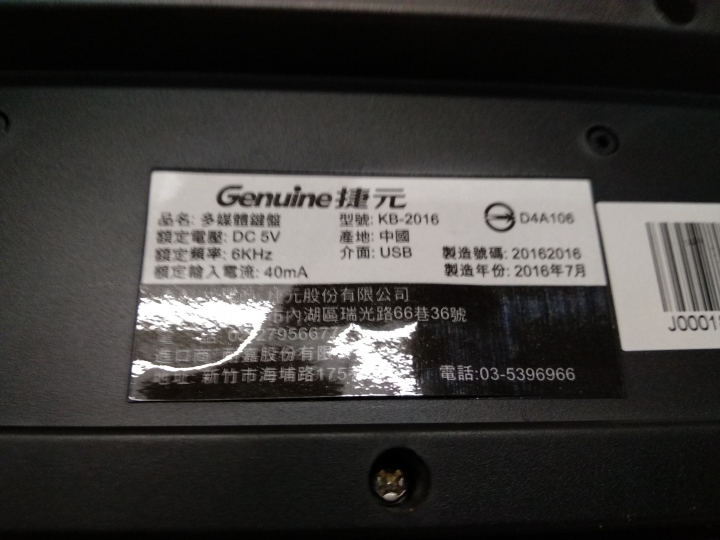 Genuine 捷元
品名: 多媒體鍵盤 型號: KB-2016 D4A106
額定電壓: DC 5V 產地: 中國
額定頻率: 6KHz 介面: USB 製造號碼: 20162016
額定輸入電流: 40mA 製造年份: 2016年7月
元股份有限公司
內湖區瑞光路66巷36號
27956677
進口商 股份有限
地址: 新竹市海埔路175 電話:03-5396966
J0001